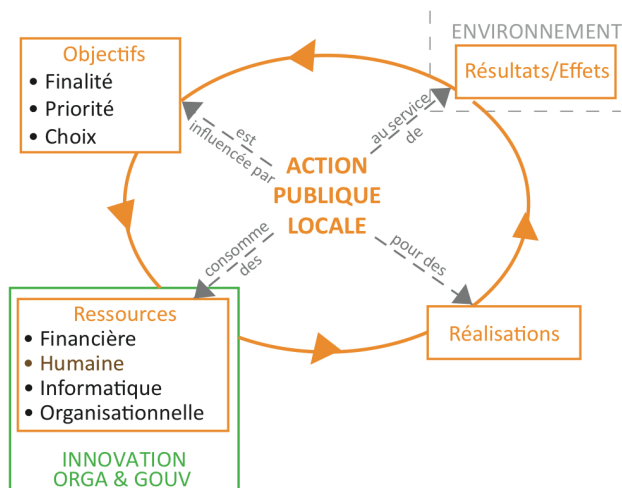 ENVIRONNEMENT
Objectifs
• Finalité
• Priorité
• Choix
Résultats/Effets
est
influencée par
au service
de
ACTION
PUBLIQUE
LOCALE
consomme
des
pour des
Ressources
• Financière
• Humaine
• Informatique
• Organisationnelle
Réalisations
INNOVATION
ORGA & GOUV